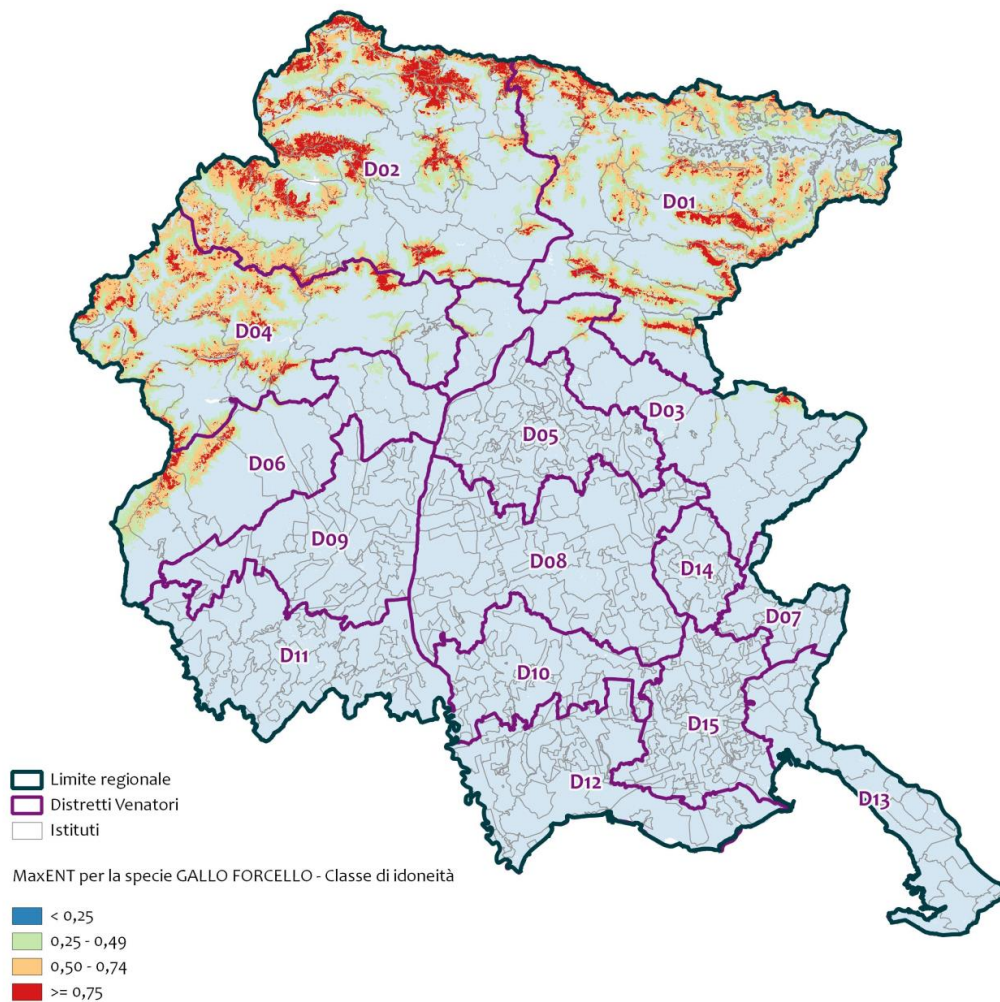 D02
D01
D04
D03
D05
D06
D09
D08
D14
D07
D11
D10
D15
D12
D13
Limite regionale
Distretti Venatori
Istituti
MaxENT per la specie GALLO FORCELLO - Classe di idoneità
< 0,25
0,25 - 0,49
0,50 - 0,74
>= 0,75